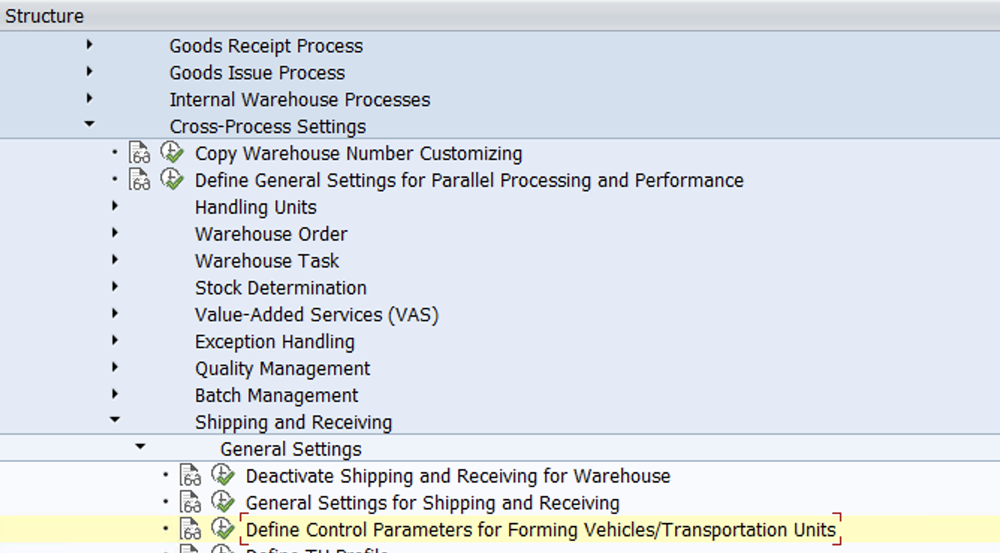 Structure
Goods Receipt Process
Goods Issue Process
Internal Warehouse Processes
Cross-Process Settings
Copy Warehouse Number Customizing
Define General Settings for Parallel Processing and Performance
Handling Units
Warehouse Order
Warehouse Task
Stock Determination
Value-Added Services (VAS)
Exception Handling
Quality Management
Batch Management
Shipping and Receiving
General Settings
Deactivate Shipping and Receiving for Warehouse
General Settings for Shipping and Receiving
Define Control Parameters for Forming Vehicles/Transportation Units
Define TU Profile